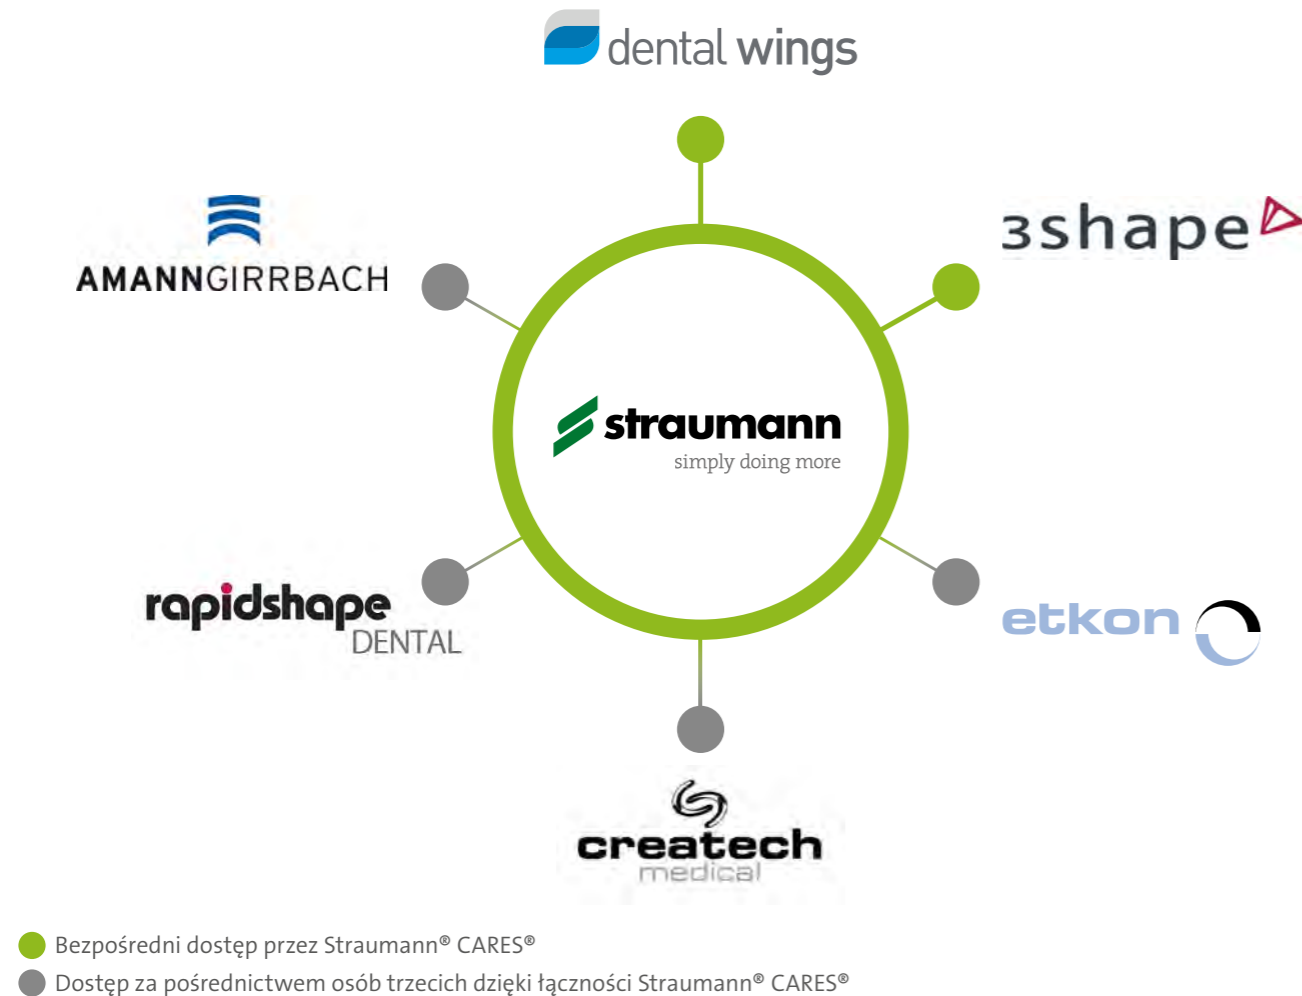 dental wings
3shape
AMANNGIRRBACH
straumann
simply doing more
rapidshape
DENTAL
etkon
createch
medical
Bezpośredni dostęp przez Straumann® CARES®
Dostęp za pośrednictwem osób trzecich dzięki łączności Straumann® CARES®